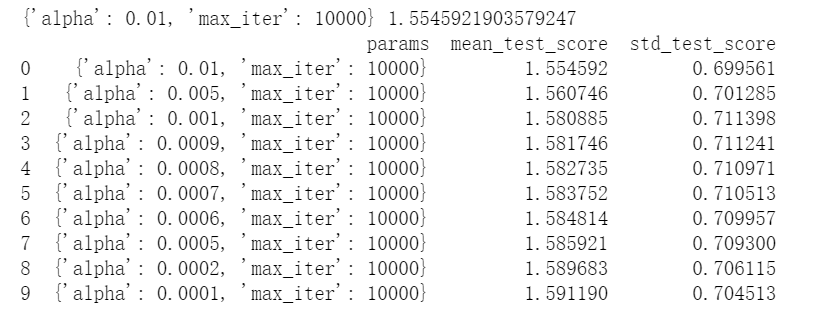 {'alpha': 0.01, 'max_iter': 10000} 1.5545921903579247
params mean_test_score std_test_score
0 {'alpha': 0.01, 'max_iter': 10000} 1.554592 0.699561
1 {'alpha': 0.005, 'max_iter': 10000} 1.560746 0.701285
2 {'alpha': 0.001, 'max_iter': 10000} 1.580885 0.711398
3 {'alpha': 0.0009, 'max_iter': 10000} 1.581746 0.711241
4 {'alpha': 0.0008, 'max_iter': 10000} 1.582735 0.710971
5 {'alpha': 0.0007, 'max_iter': 10000} 1.583752 0.710513
6 {'alpha': 0.0006, 'max_iter': 10000} 1.584814 0.709957
7 {'alpha': 0.0005, 'max_iter': 10000} 1.585921 0.709300
8 {'alpha': 0.0002, 'max_iter': 10000} 1.589683 0.706115
9 {'alpha': 0.0001, 'max_iter': 10000} 1.591190 0.704513